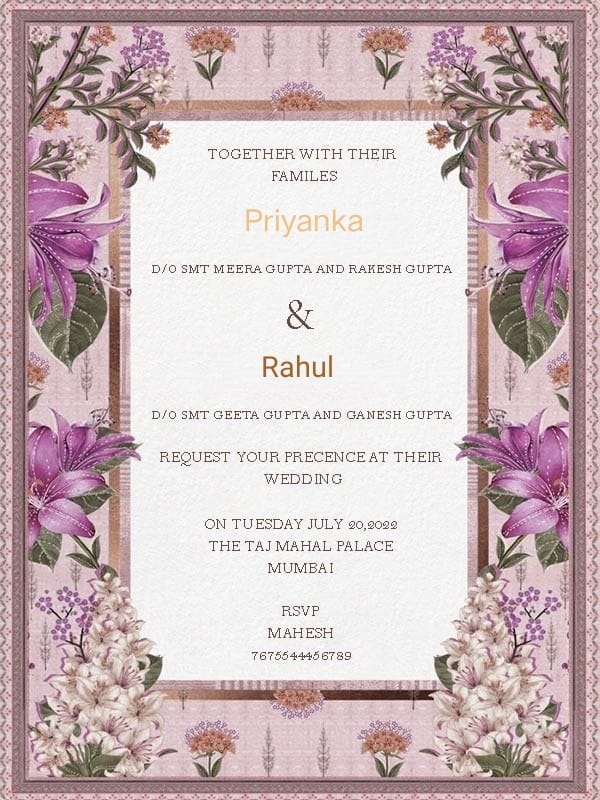 TOGETHER WITH THEIR
FAMILES
Priyanka
D/O SMT MEERA GUPTA AND RAKESH GUPTA
&
Rahul
D/O SMT GEETA GUPTA AND GANESH GUPTA
REQUEST YOUR PRECENCE AT THEIR
WEDDING
ON TUESDAY JULY 20,2022
THE TAJ MAHAL PALACE
MUMBAI
RSVP
MAHESH
7675544456789